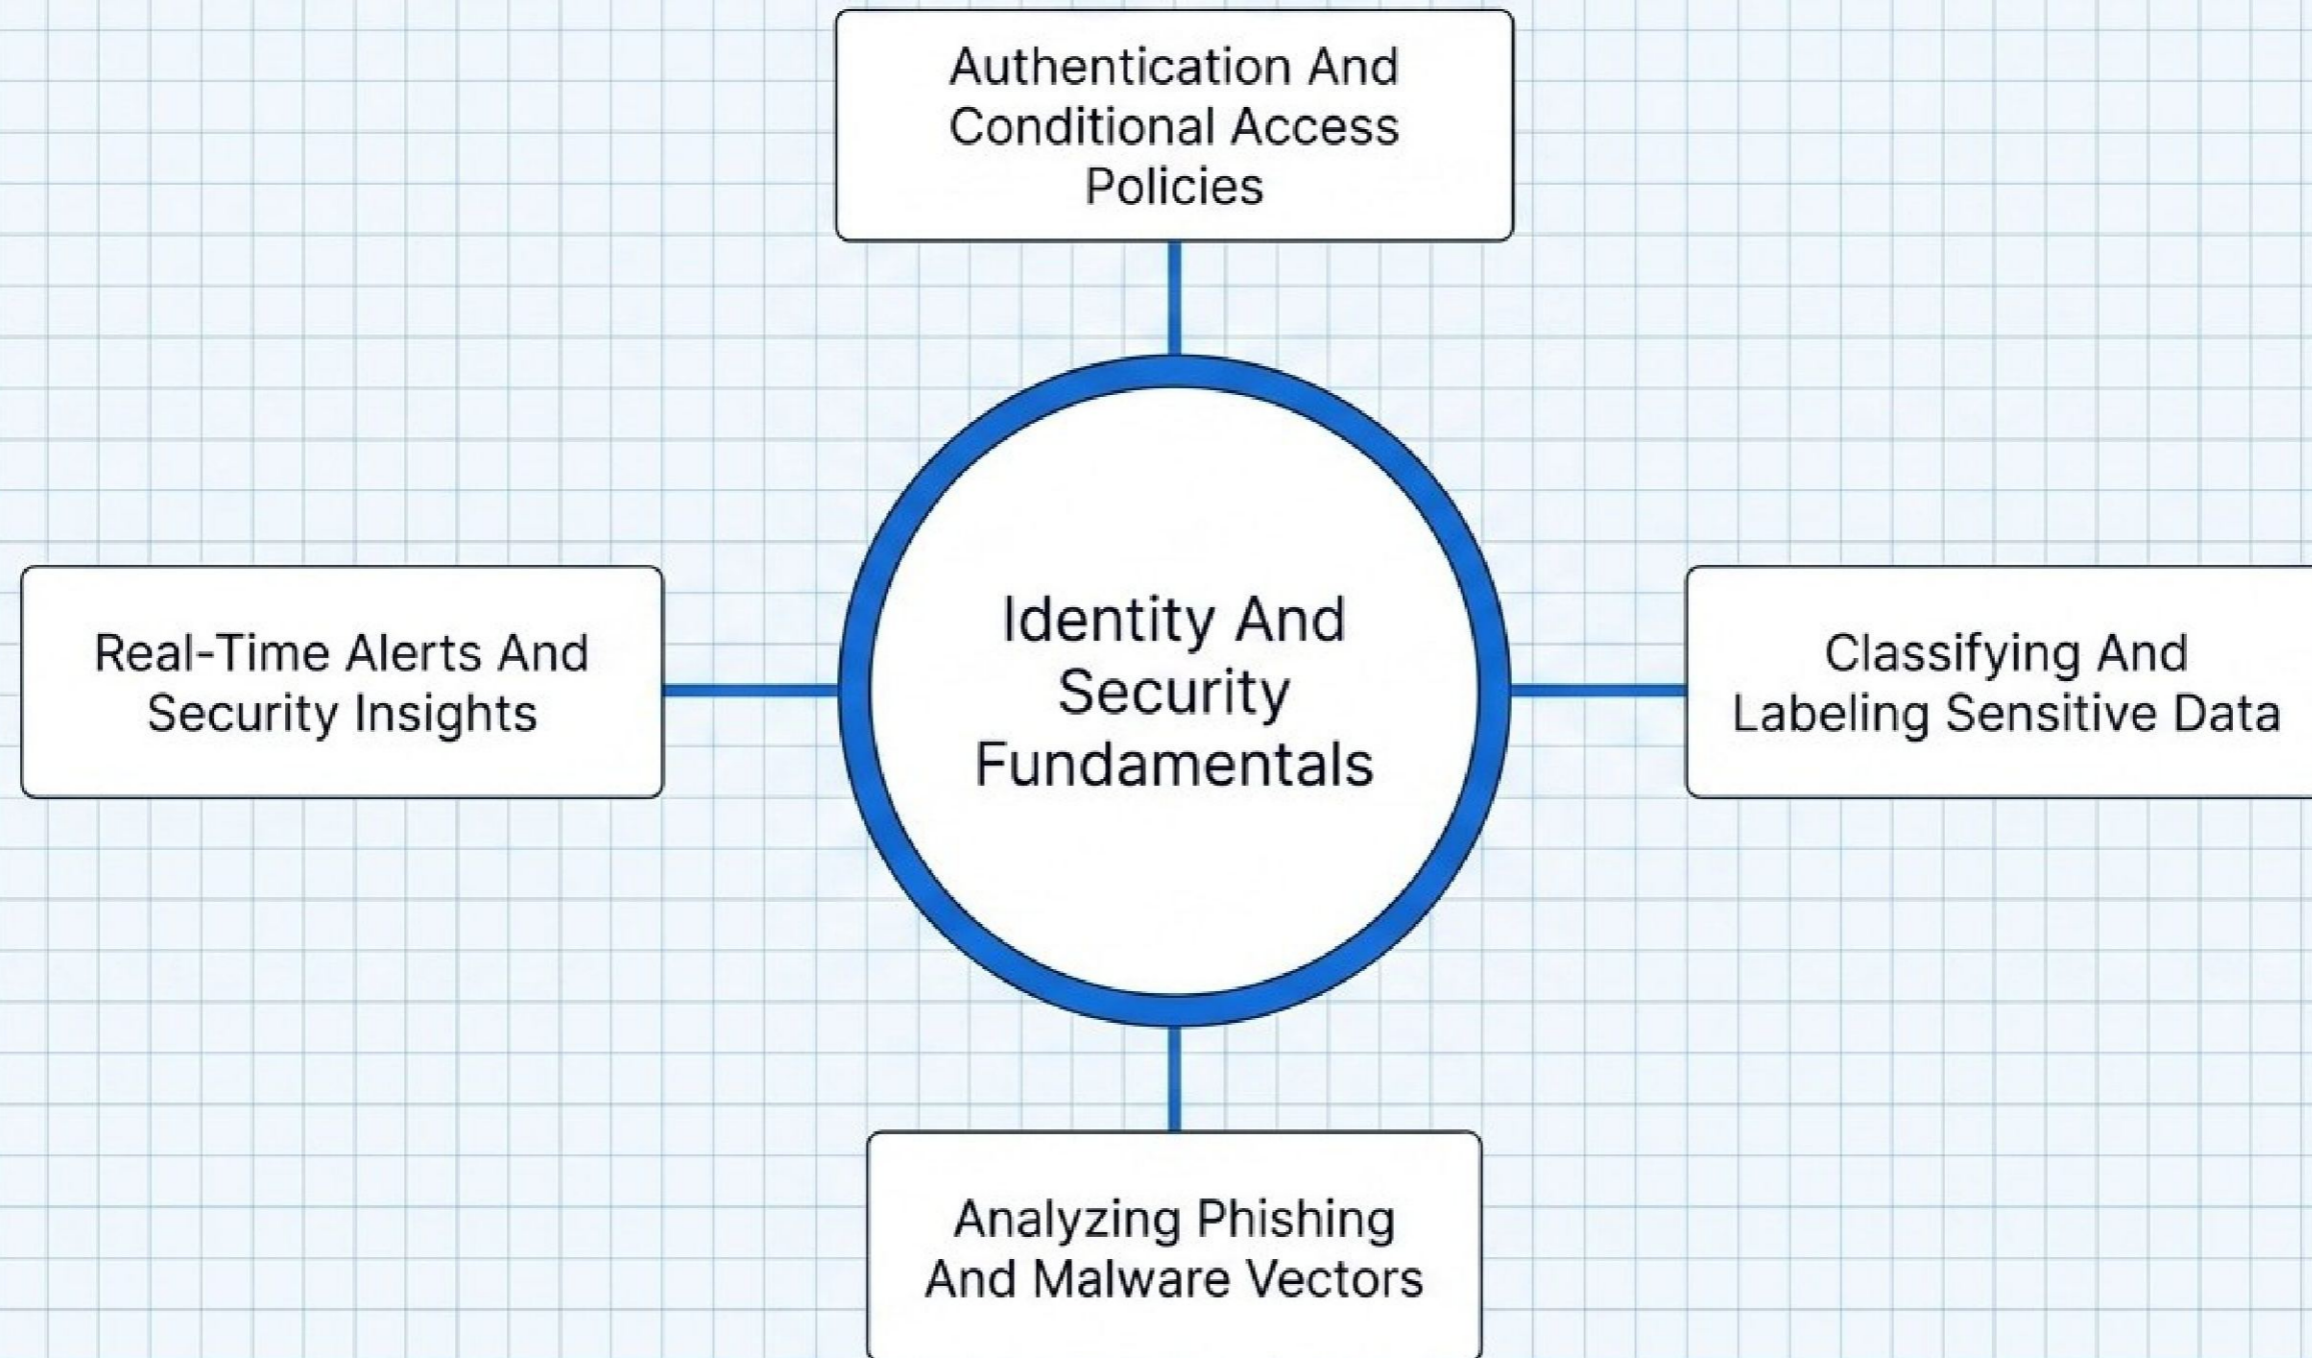 Authentication And
Conditional Access
Policies
Real-Time Alerts And
Security Insights
Identity And
Security
Fundamentals
Classifying And
Labeling Sensitive Data
Analyzing Phishing
And Malware Vectors